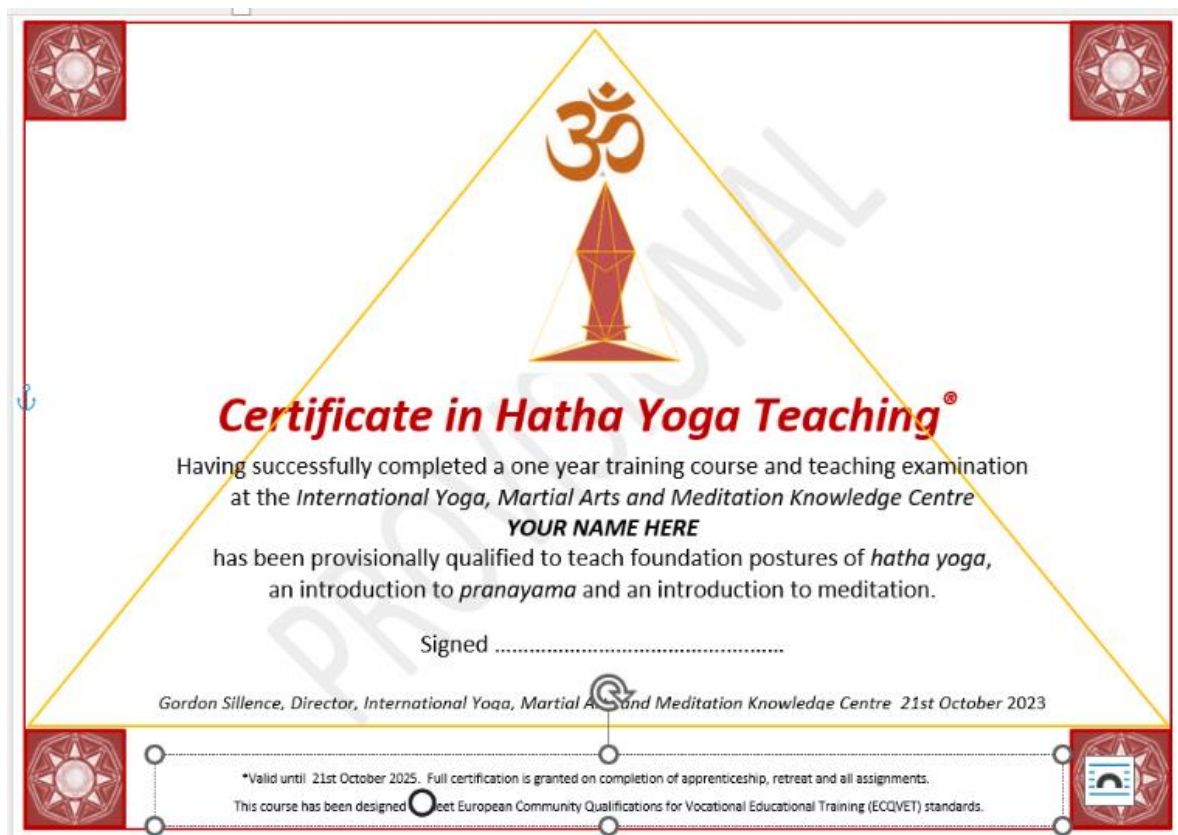 ॐ
Certificate in Hatha Yoga Teaching®
Having successfully completed a one year training course and teaching examination
at the International Yoga, Martial Arts and Meditation Knowledge Centre
YOUR NAME HERE
has been provisionally qualified to teach foundation postures of hatha yoga,
an introduction to pranayama and an introduction to meditation.
Signed ..................................................
Gordon Sillence, Director, International Yoga, Martial and Meditation Knowledge Centre 21st October 2023
*Valid until 21st October 2025. Full certification is granted on completion of apprenticeship, retreat and all assignments.
This course has been designed European Community Qualifications for Vocational Educational Training (ECQVET) standards.
PROVISIONAL